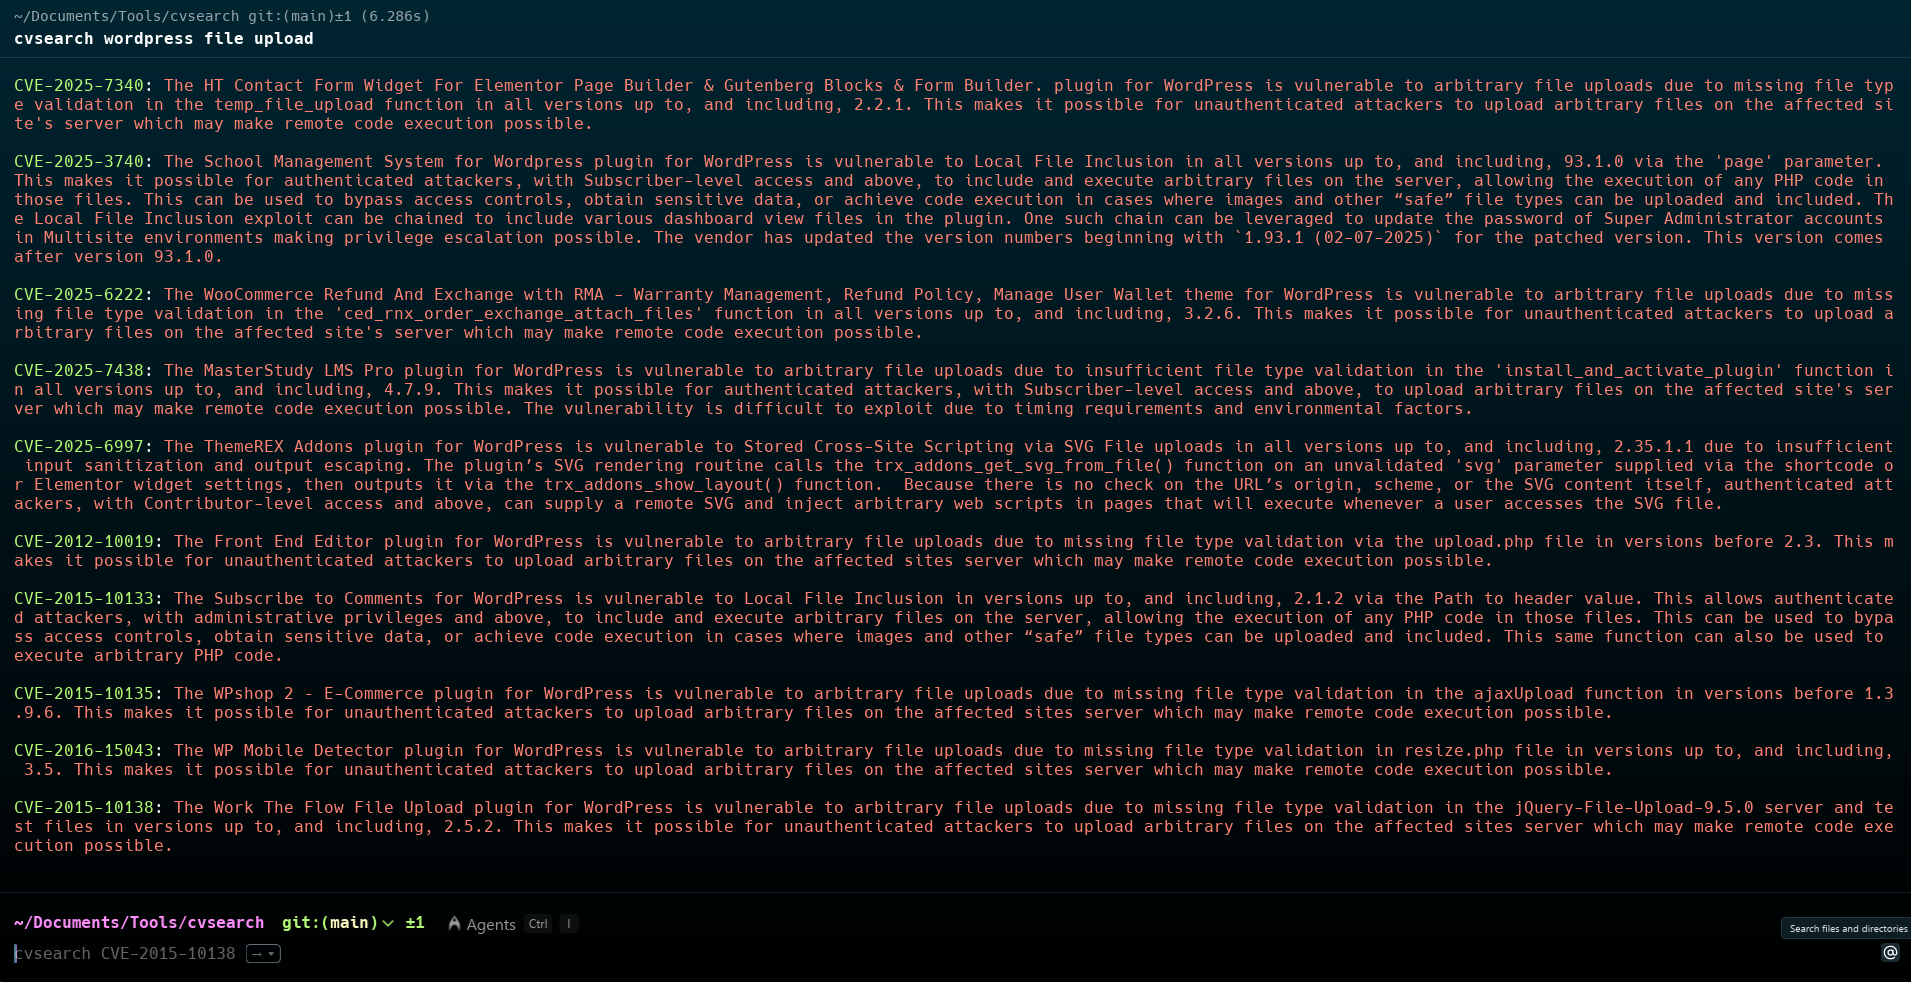 ~/Documents/Tools/cvsearch git:(main)±1 (6.286s)
cvsearch wordpress file upload
CVE-2025-7340: The HT Contact Form Widget For Elementor Page Builder & Gutenberg Blocks & Form Builder. plugin for WordPress is vulnerable to arbitrary file uploads due to missing file typ
e validation in the temp_file_upload function in all versions up to, and including, 2.2.1. This makes it possible for unauthenticated attackers to upload arbitrary files on the affected si
te's server which may make remote code execution possible.
CVE-2025-3740: The School Management System for Wordpress plugin for WordPress is vulnerable to Local File Inclusion in all versions up to, and including, 93.1.0 via the 'page' parameter.
This makes it possible for authenticated attackers, with Subscriber-level access and above, to include and execute arbitrary files on the server, allowing the execution of any PHP code in
those files. This can be used to bypass access controls, obtain sensitive data, or achieve code execution in cases where images and other “safe” file types can be uploaded and included. Th
e Local File Inclusion exploit can be chained to include various dashboard view files in the plugin. One such chain can be leveraged to update the password of Super Administrator accounts
in Multisite environments making privilege escalation possible. The vendor has updated the version numbers beginning with `1.93.1 (02-07-2025)` for the patched version. This version comes
after version 93.1.0.
CVE-2025-6222: The WooCommerce Refund And Exchange with RMA - Warranty Management, Refund Policy, Manage User Wallet theme for WordPress is vulnerable to arbitrary file uploads due to miss
ing file type validation in the 'ced_rnx_order_exchange_attach_files' function in all versions up to, and including, 3.2.6. This makes it possible for unauthenticated attackers to upload a
rbitrary files on the affected site's server which may make remote code execution possible.
CVE-2025-7438: The MasterStudy LMS Pro plugin for WordPress is vulnerable to arbitrary file uploads due to insufficient file type validation in the 'install_and_activate_plugin' function i
n all versions up to, and including, 4.7.9. This makes it possible for authenticated attackers, with Subscriber-level access and above, to upload arbitrary files on the affected site's ser
ver which may make remote code execution possible. The vulnerability is difficult to exploit due to timing requirements and environmental factors.
CVE-2025-6997: The ThemeREX Addons plugin for WordPress is vulnerable to Stored Cross-Site Scripting via SVG File uploads in all versions up to, and including, 2.35.1.1 due to insufficient
input sanitization and output escaping. The plugin’s SVG rendering routine calls the trx_addons_get_svg_from_file() function on an unvalidated 'svg' parameter supplied via the shortcode o
r Elementor widget settings, then outputs it via the trx_addons_show_layout() function.  Because there is no check on the URL’s origin, scheme, or the SVG content itself, authenticated att
ackers, with Contributor-level access and above, can supply a remote SVG and inject arbitrary web scripts in pages that will execute whenever a user accesses the SVG file.
CVE-2012-10019: The Front End Editor plugin for WordPress is vulnerable to arbitrary file uploads due to missing file type validation via the upload.php file in versions before 2.3. This m
akes it possible for unauthenticated attackers to upload arbitrary files on the affected sites server which may make remote code execution possible.
CVE-2015-10133: The Subscribe to Comments for WordPress is vulnerable to Local File Inclusion in versions up to, and including, 2.1.2 via the Path to header value. This allows authenticate
d attackers, with administrative privileges and above, to include and execute arbitrary files on the server, allowing the execution of any PHP code in those files. This can be used to bypa
ss access controls, obtain sensitive data, or achieve code execution in cases where images and other “safe” file types can be uploaded and included. This same function can also be used to
execute arbitrary PHP code.
CVE-2015-10135: The WPshop 2 - E-Commerce plugin for WordPress is vulnerable to arbitrary file uploads due to missing file type validation in the ajaxUpload function in versions before 1.3
.9.6. This makes it possible for unauthenticated attackers to upload arbitrary files on the affected sites server which may make remote code execution possible.
CVE-2016-15043: The WP Mobile Detector plugin for WordPress is vulnerable to arbitrary file uploads due to missing file type validation in resize.php file in versions up to, and including,
3.5. This makes it possible for unauthenticated attackers to upload arbitrary files on the affected sites server which may make remote code execution possible.
CVE-2015-10138: The Work The Flow File Upload plugin for WordPress is vulnerable to arbitrary file uploads due to missing file type validation in the jQuery-File-Upload-9.5.0 server and te
st files in versions up to, and including, 2.5.2. This makes it possible for unauthenticated attackers to upload arbitrary files on the affected sites server which may make remote code exe
cution possible.
~/Documents/Tools/cvsearch git:(main) ±1 Agents Ctrl I
Search files and directories
cvsearch CVE-2015-10138 →
@